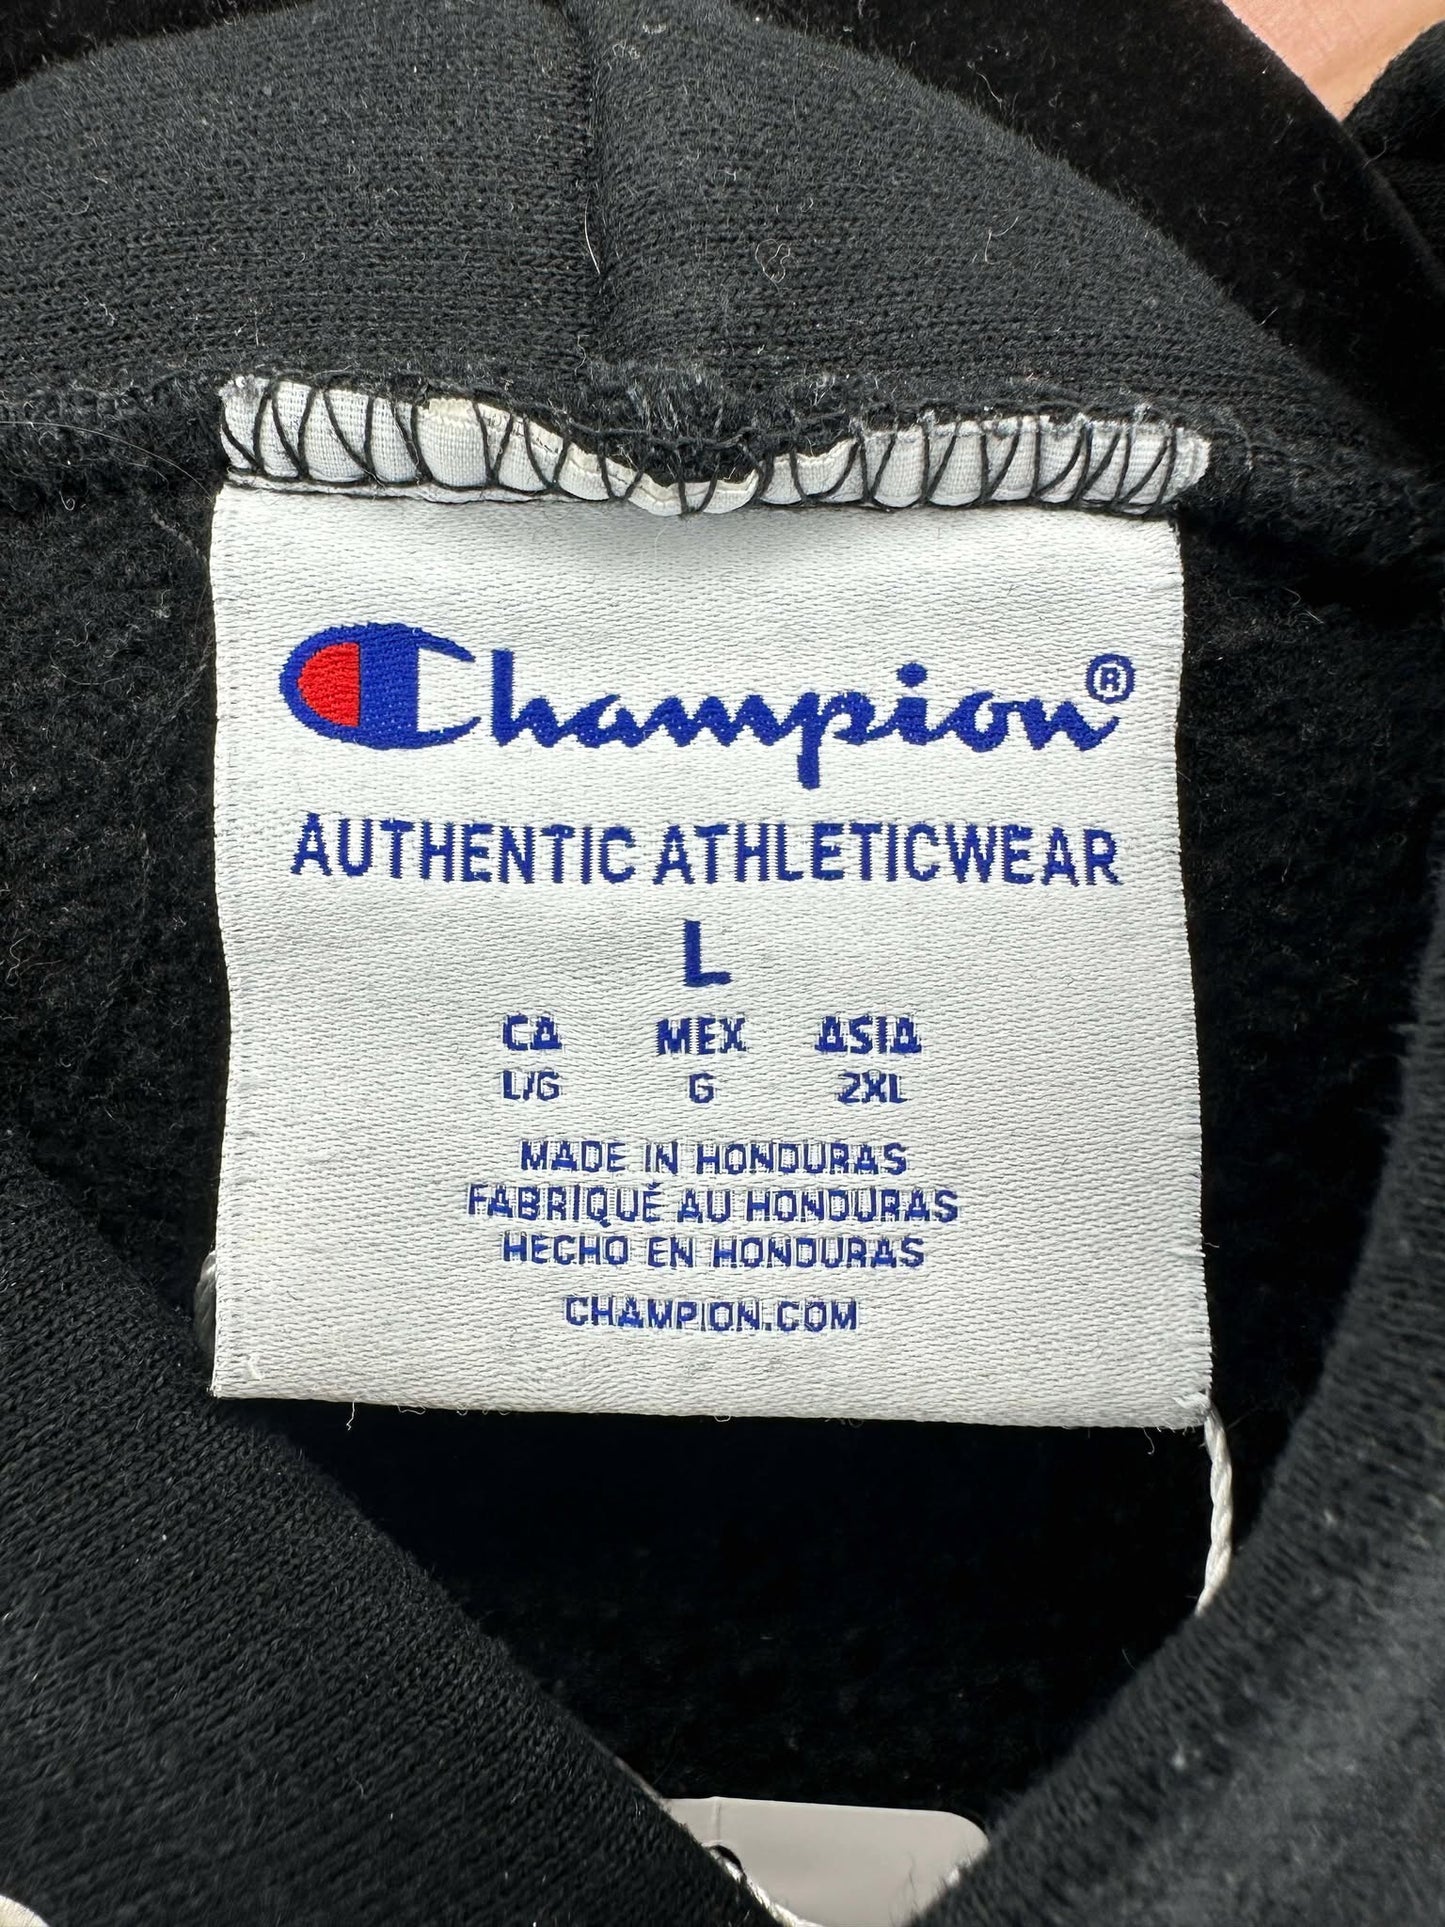 Champion®
AUTHENTIC ATHLETICWEAR
L
CA MEX ASIA
L/G G 2XL
MADE IN HONDURAS
FABRIQUÉ AU HONDURAS
HECHO EN HONDURAS
CHAMPION.COM